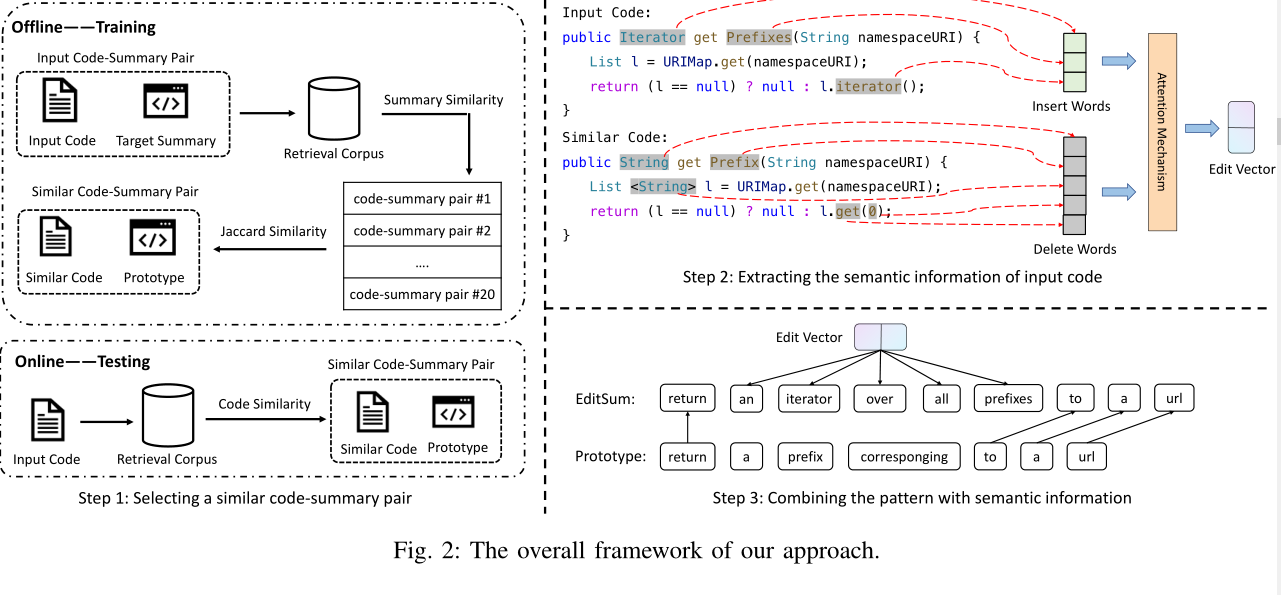 Offline——Training
Input Code-Summary Pair
Input Code
Target Summary
Retrieval Corpus
Summary Similarity
code-summary pair #1
code-summary pair #2
....
code-summary pair #20
Jaccard Similarity
Similar Code-Summary Pair
Similar Code
Prototype
Online——Testing
Input Code
Retrieval Corpus
Code Similarity
Similar Code-Summary Pair
Similar Code
Prototype
Step 1: Selecting a similar code-summary pair
Input Code:
public Iterator get Prefixes(String namespaceURI) {
List l = URIMap.get(namespaceURI);
return (l == null) ? null : l.iterator();
}
Insert Words
Similar Code:
public String get Prefix(String namespaceURI) {
List <String> l = URIMap.get(namespaceURI);
return (l == null) ? null : l.get(0);
}
Delete Words
Attention Mechanism
Edit Vector
Step 2: Extracting the semantic information of input code
Edit Vector
EditSum: return an iterator over all prefixes to a url
Prototype: return a prefix corresponging to a url
Step 3: Combining the pattern with semantic information
Fig. 2: The overall framework of our approach.